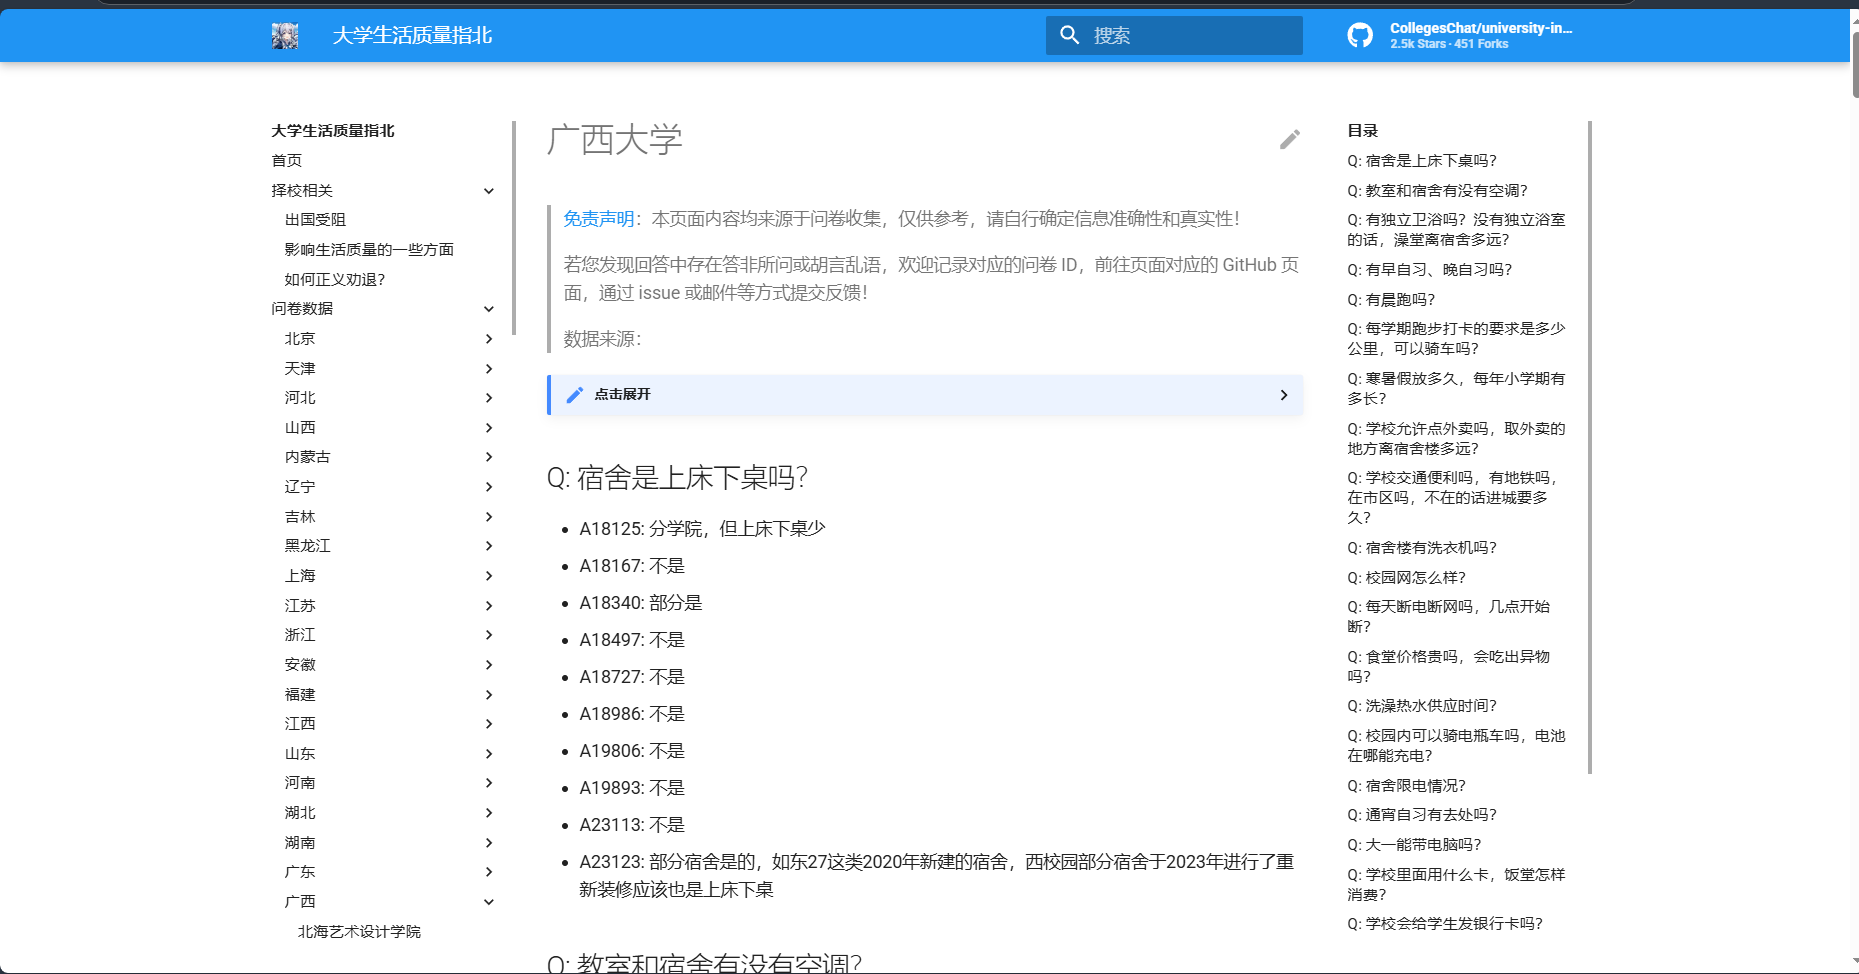 大学生活质量指北
搜索
CollegesChat/university-in...
2.5k Stars · 451 Forks
大学生活质量指北
首页
择校相关
出国受阻
影响生活质量的一些方面
如何正义劝退？
问卷数据
北京
天津
河北
山西
内蒙古
辽宁
吉林
黑龙江
上海
江苏
浙江
安徽
福建
江西
山东
河南
湖北
湖南
广东
广西
北海艺术设计学院
广西大学
免责声明：本页面内容均来源于问卷收集，仅供参考，请自行确定信息准确性和真实性！
若您发现回答中存在答非所问或胡言乱语，欢迎记录对应的问卷 ID，前往页面对应的 GitHub 页
面，通过 issue 或邮件等方式提交反馈！
数据来源：
点击展开
Q: 宿舍是上床下桌吗？
A18125: 分学院，但上床下桌少
A18167: 不是
A18340: 部分是
A18497: 不是
A18727: 不是
A18986: 不是
A19806: 不是
A19893: 不是
A23113: 不是
A23123: 部分宿舍是的，如东27这类2020年新建的宿舍，西校园部分宿舍于2023年进行了重
新装修应该也是上床下桌
Q: 教室和宿舍有没有空调？
目录
Q: 宿舍是上床下桌吗？
Q: 教室和宿舍有没有空调？
Q: 有独立卫浴吗？没有独立浴室
的话，澡堂离宿舍多远？
Q: 有早自习、晚自习吗？
Q: 有晨跑吗？
Q: 每学期跑步打卡的要求是多少
公里，可以骑车吗？
Q: 寒暑假放多久，每年小学期有
多长？
Q: 学校允许点外卖吗，取外卖的
地方离宿舍楼多远？
Q: 学校交通便利吗，有地铁吗，
在市区吗，不在的话进城要多
久？
Q: 宿舍楼有洗衣机吗？
Q: 校园网怎么样？
Q: 每天断电断网吗，几点开始
断？
Q: 食堂价格贵吗，会吃出异物
吗？
Q: 洗澡热水供应时间？
Q: 校园内可以骑电瓶车吗，电池
在哪能充电？
Q: 宿舍限电情况？
Q: 通宵自习有去处吗？
Q: 大一能带电脑吗？
Q: 学校里面用什么卡，饭堂怎样
消费？
Q: 学校会给学生发银行卡吗？